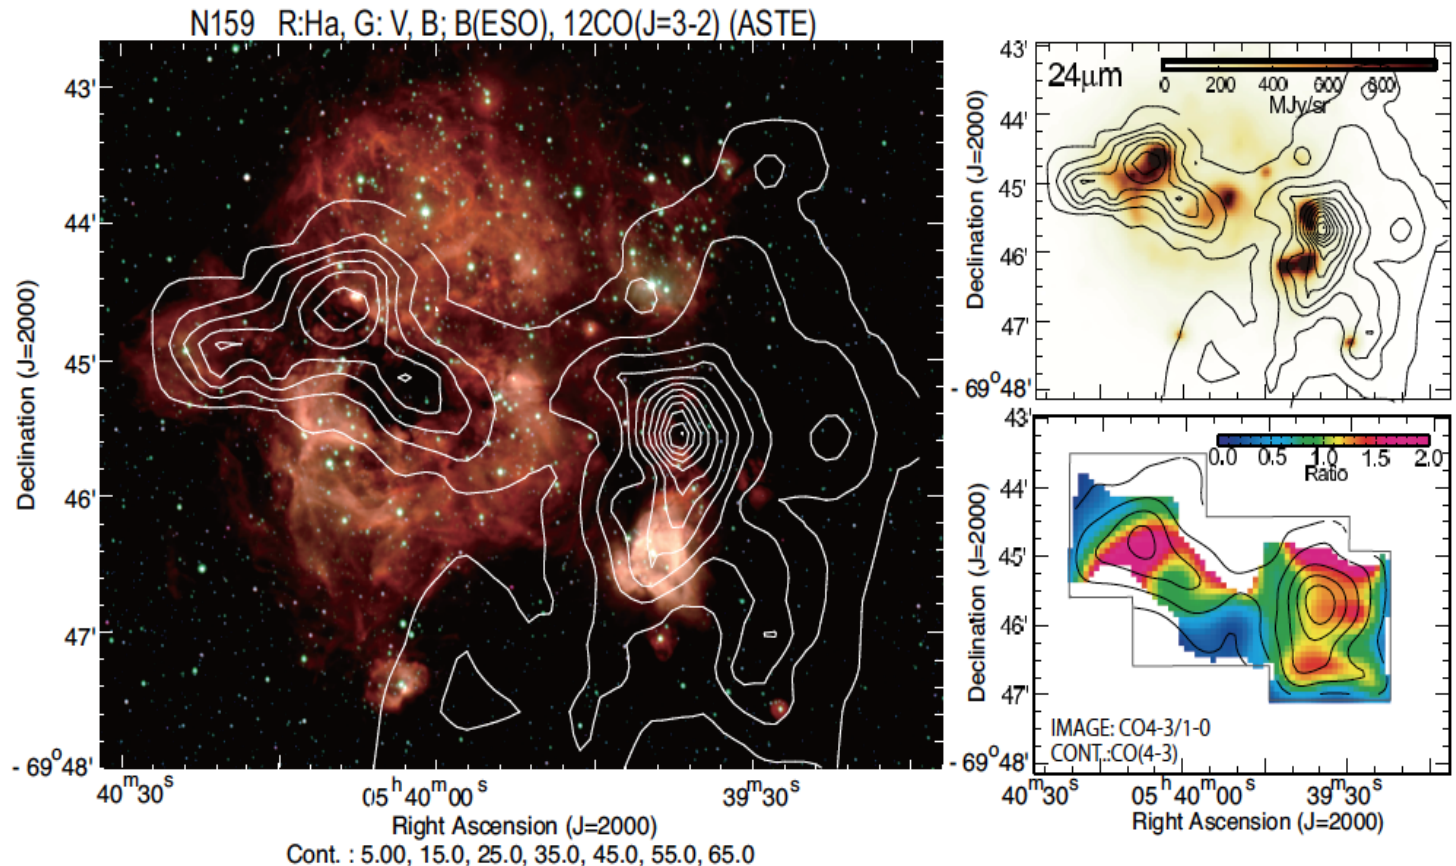 N159 R:Ha, G: V, B; B(ESO), 12CO(J=3-2) (ASTE)
43'
44'
45'
46'
47'
- 69°48'
Declination (J=2000)
40m30s
05h40m00s
39m30s
Right Ascension (J=2000)
Cont. : 5.00, 15.0, 25.0, 35.0, 45.0, 55.0, 65.0
24μm
0 200 400 600 800
MJy/sr
43'
44'
45'
46'
47'
- 69°48'
Declination (J=2000)
0.0 0.5 1.0 1.5 2.0
Ratio
43'
44'
45'
46'
47'
- 69°48'
Declination (J=2000)
IMAGE: CO4-3/1-0
CONT.:CO(4-3)
40m30s
05h40m00s
39m30s
Right Ascension (J=2000)